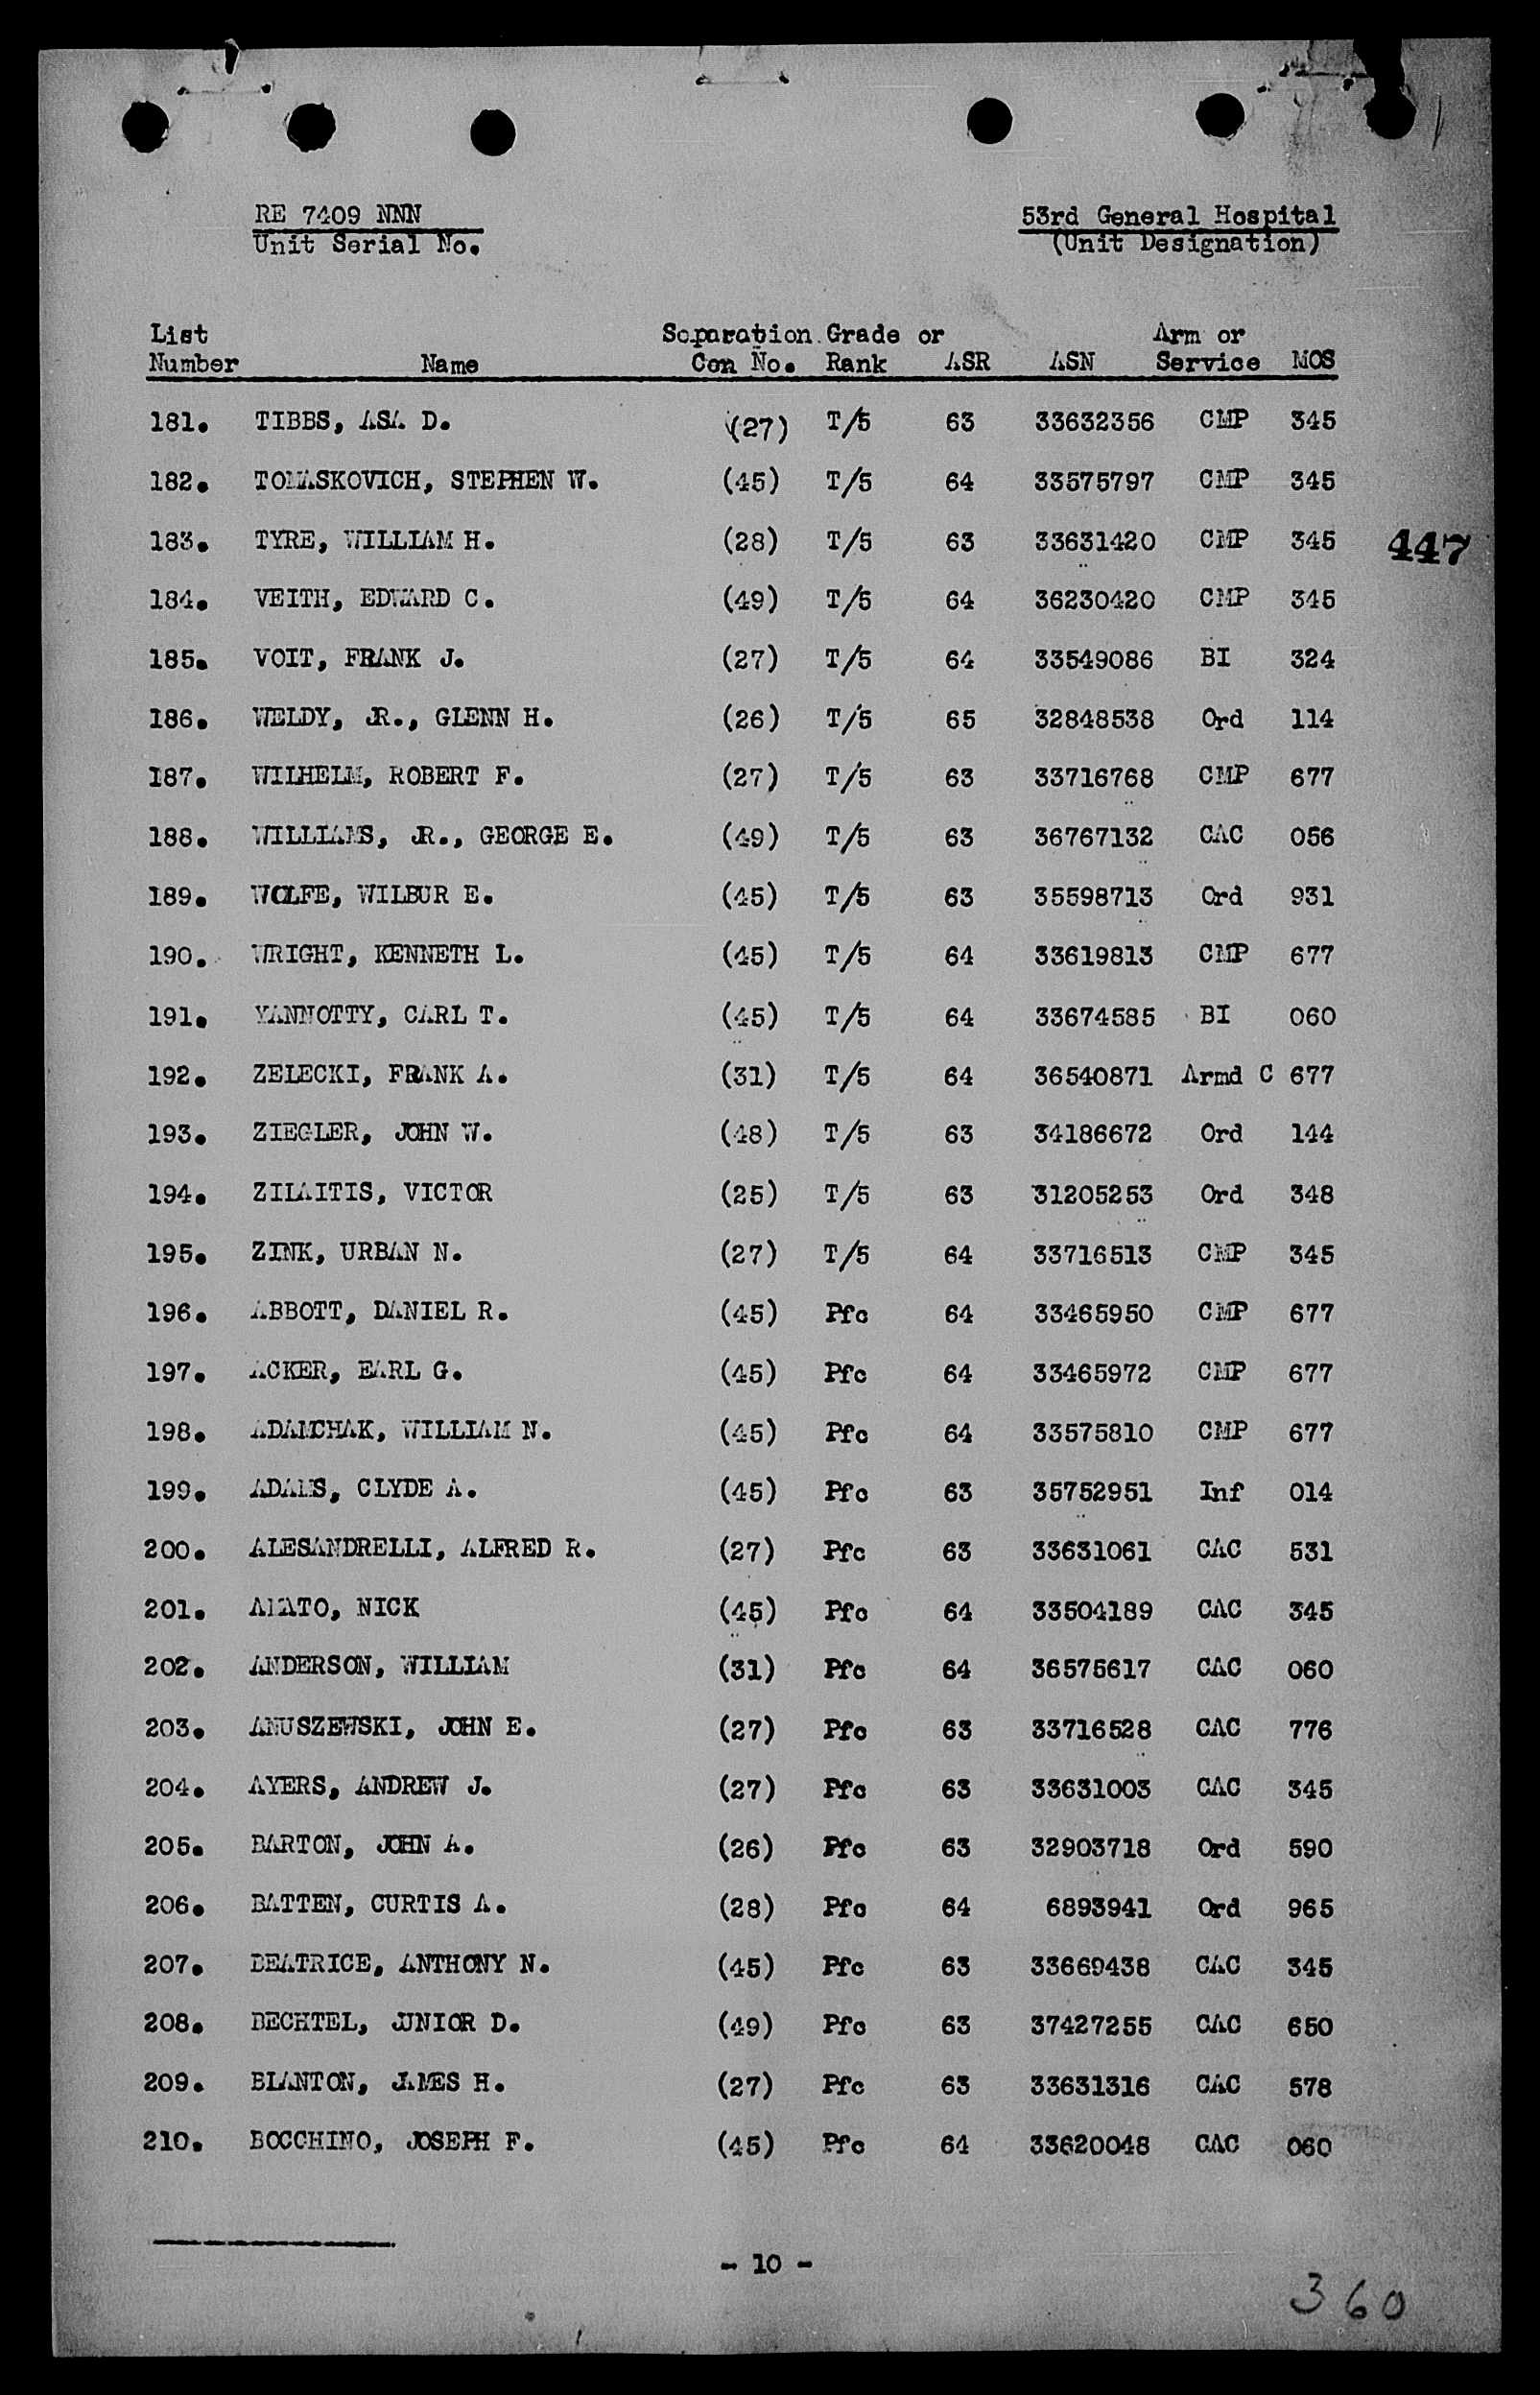 RE 7409 NNN 53rd General Hospital
Unit Serial No. (Unit Designation)
List Separation Grade or Arm or
Number Name Cen No. Rank ASR ASN Service MOS
181. TIBBS, ASA D. (27) T/5 63 33632356 CMP 345
182. TOMASKOVICH, STEPHEN W. (45) T/5 64 33575797 CMP 345
183. TYRE, WILLIAM H. (28) T/5 63 33631420 CMP 345 447
184. VEITH, EDWARD C. (49) T/5 64 36230420 CMP 345
185. VOIT, FRANK J. (27) T/5 64 33549086 BI 324
186. WELDY, JR., GLENN H. (26) T/5 65 32848538 Ord 114
187. WILHELM, ROBERT F. (27) T/5 63 33716768 CMP 677
188. WILLIAMS, JR., GEORGE E. (49) T/5 63 36767132 CAC 056
189. WOLFE, WILBUR E. (45) T/5 63 35598713 Ord 931
190. WRIGHT, KENNETH L. (45) T/5 64 33619813 CMP 677
191. YANNOTTY, CARL T. (45) T/5 64 33674585 BI 060
192. ZELECKI, FRANK A. (31) T/5 64 36540871 Armd C 677
193. ZIEGLER, JOHN W. (48) T/5 63 34186672 Ord 144
194. ZILAITIS, VICTOR (25) T/5 63 31205253 Ord 348
195. ZINK, URBAN N. (27) T/5 64 33716513 CMP 345
196. ABBOTT, DANIEL R. (45) Pfc 64 33465950 CMP 677
197. ACKER, EARL G. (45) Pfc 64 33465972 CMP 677
198. ADAMCHAK, WILLIAM N. (45) Pfc 64 33575810 CMP 677
199. ADAMS, CLYDE A. (45) Pfc 63 35752951 Inf 014
200. ALESANDRELLI, ALFRED R. (27) Pfc 63 33631061 CAC 531
201. AMATO, NICK (45) Pfc 64 33504189 CAC 345
202. ANDERSON, WILLIAM (31) Pfc 64 36575617 CAC 060
203. ANUSZEWSKI, JOHN E. (27) Pfc 63 33716528 CAC 776
204. AYERS, ANDREW J. (27) Pfc 63 33631003 CAC 345
205. BARTON, JOHN A. (26) Pfc 63 32903718 Ord 590
206. BATTEN, CURTIS A. (28) Pfc 64 6893941 Ord 965
207. BEATRICE, ANTHONY N. (45) Pfc 63 33669438 CAC 345
208. BECHTEL, JUNIOR D. (49) Pfc 63 37427255 CAC 650
209. BLANTON, JAMES H. (27) Pfc 63 33631316 CAC 578
210. BOCCHINO, JOSEPH F. (45) Pfc 64 33620048 CAC 060
- 10 -
360